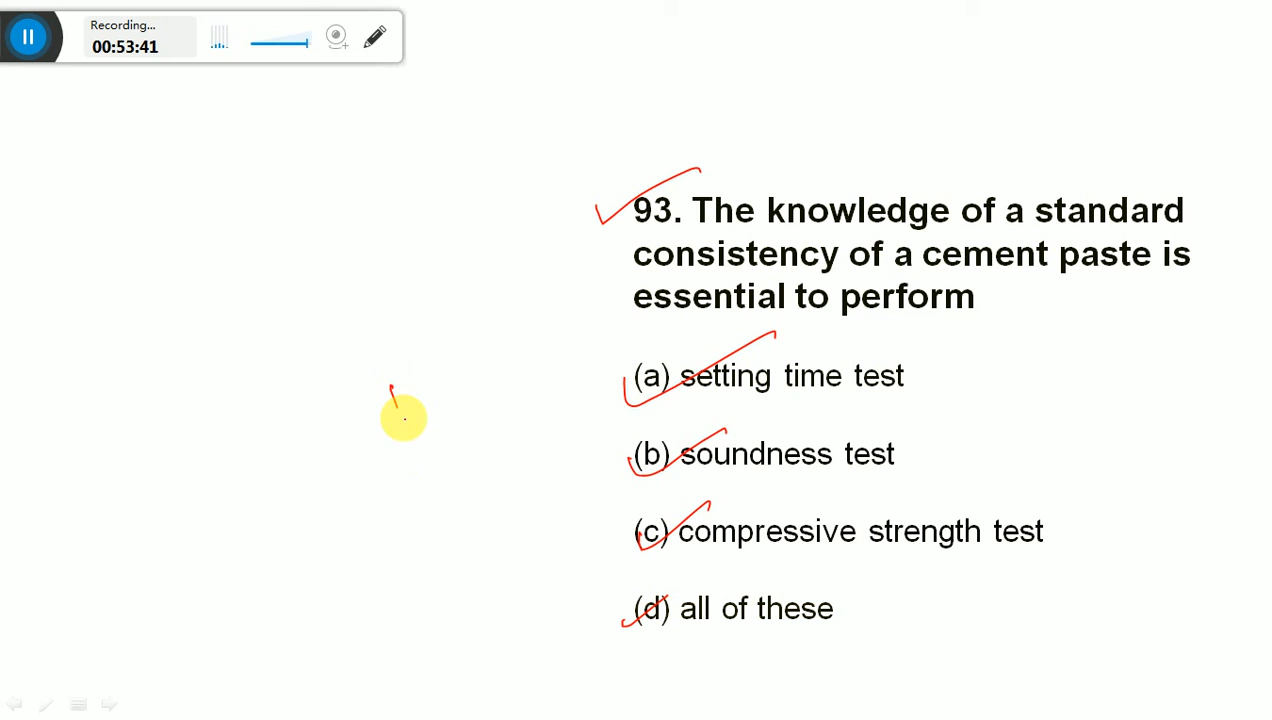 Recording...
00:53:41
93. The knowledge of a standard
consistency of a cement paste is
essential to perform
(a) setting time test
(b) soundness test
(c) compressive strength test
(d) all of these